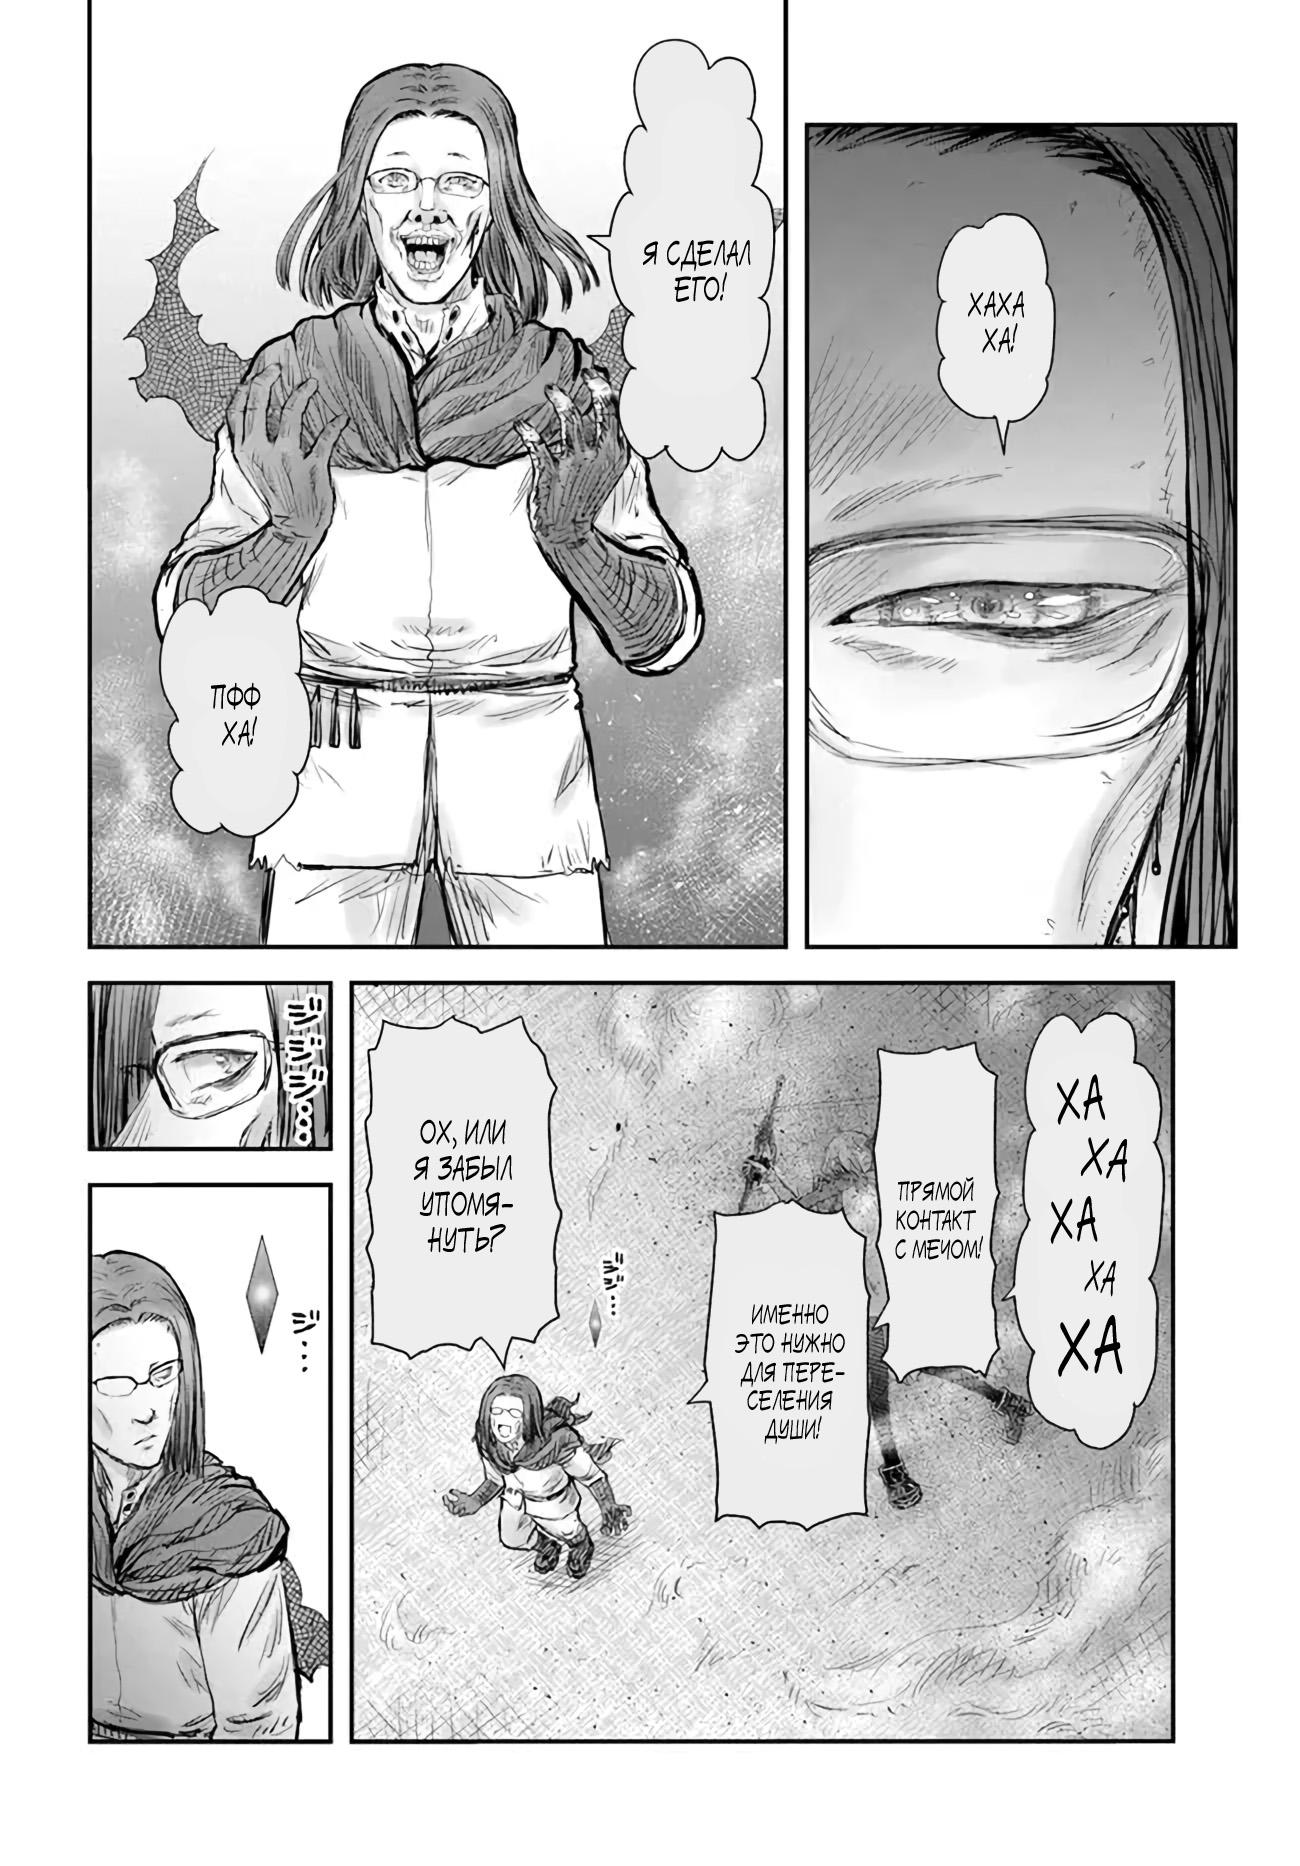 ХАХА
ХА!
Я СДЕЛАЛ
ЕГО!
ПФФ
ХА!
ХА
ХА
ХА
ХА
ХА
ПРЯМОЙ
КОНТАКТ
С МЕЧОМ!
ИМЕННО
ЭТО НУЖНО
ДЛЯ ПЕРЕ-
СЕЛЕНИЯ
ДУШИ!
ОХ, ИЛИ
Я ЗАБЫЛ
УПОМЯ-
НУТЬ?
ジジ…
ジジジ…
ジ…